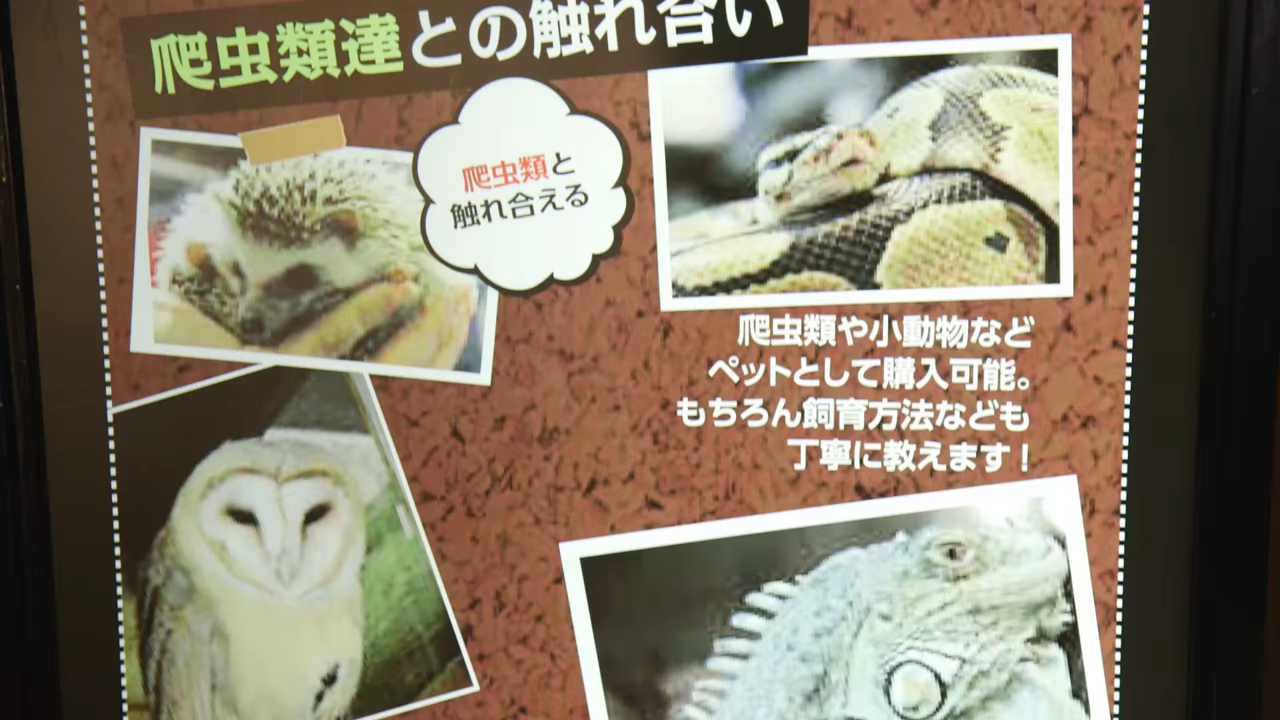 爬虫類達との触れ合い
爬虫類と
触れ合える
爬虫類や小動物など
ペットとして購入可能。
もちろん飼育方法なども
丁寧に教えます！